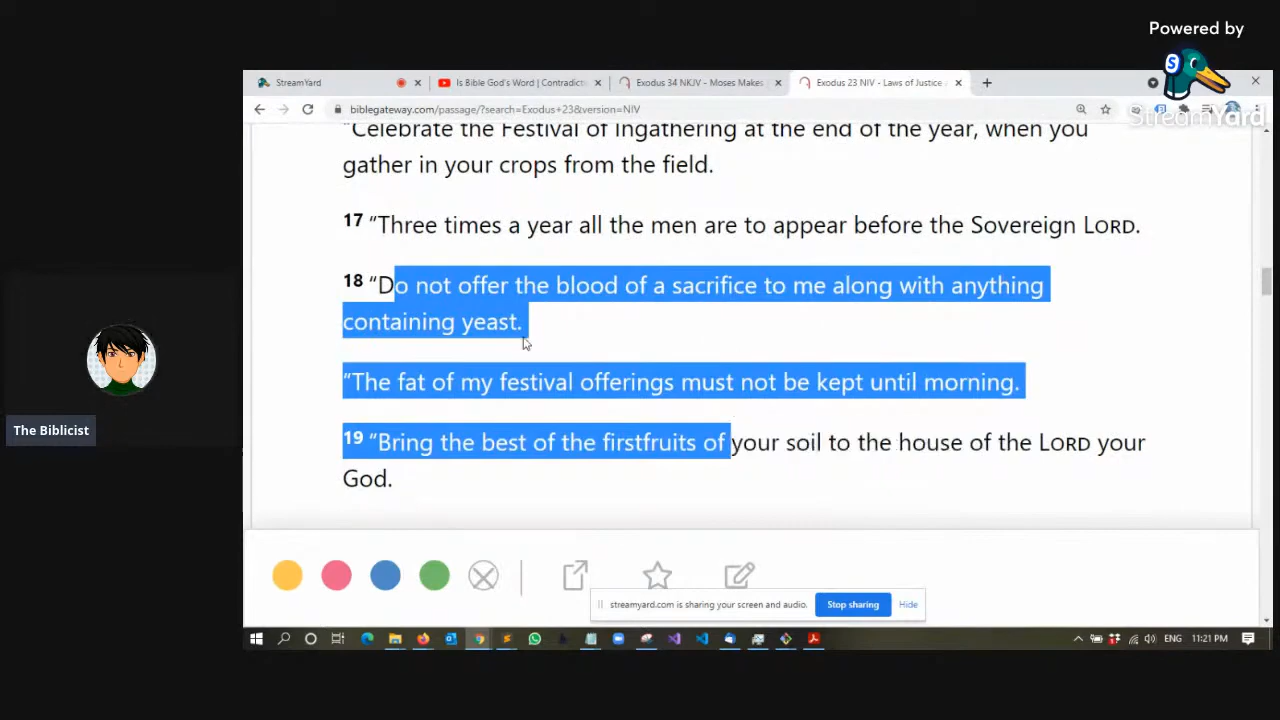 Powered by
StreamYard
StreamYard
Is Bible God's Word | Contradicti
Exodus 34 NKJV - Moses Makes
Exodus 23 NIV - Laws of Justice
biblegateway.com/passage/?search=Exodus+23&version=NIV
"Celebrate the Festival of Ingathering at the end of the year, when you
gather in your crops from the field.
17 “Three times a year all the men are to appear before the Sovereign LORD.
18 “Do not offer the blood of a sacrifice to me along with anything
containing yeast.
“The fat of my festival offerings must not be kept until morning.
19 “Bring the best of the firstfruits of your soil to the house of the LORD your
God.
The Biblicist
streamyard.com is sharing your screen and audio.
Stop sharing
Hide
ENG
11:21 PM